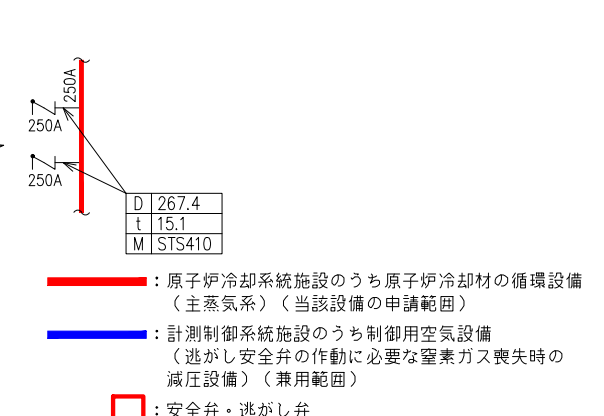 250A
250A
250A
D 267.4
t 15.1
M STS410
：原子炉冷却系統施設のうち原子炉冷却材の循環設備
（主蒸気系）（当該設備の申請範囲）
：計測制御系統施設のうち制御用空気設備
（逃がし安全弁の作動に必要な窒素ガス喪失時の
減圧設備）（兼用範囲）
：安全弁・逃がし弁